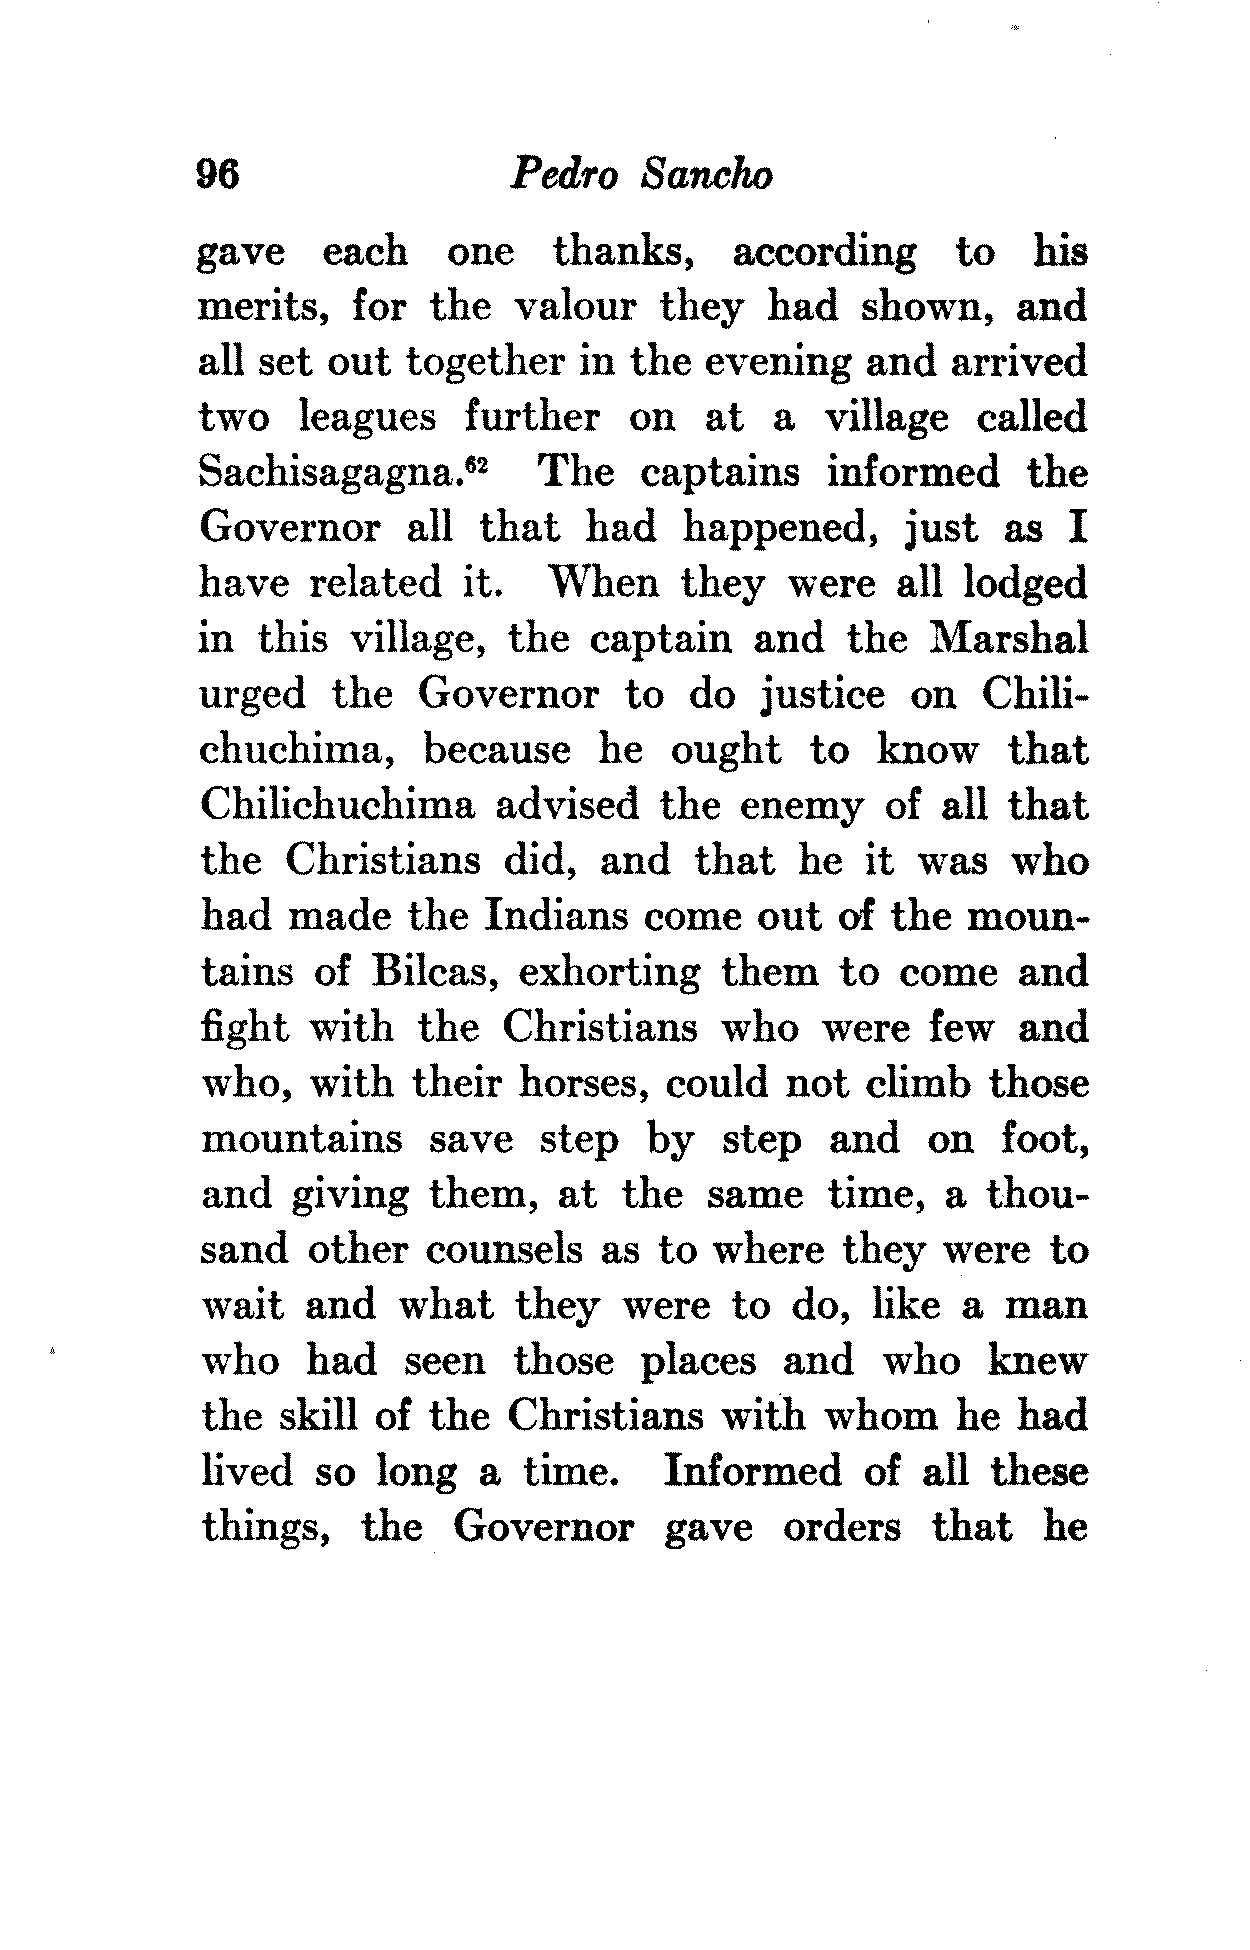 96 Pedro Sancho
gave each one thanks, according to his
merits, for the valour they had shown, and
all set out together in the evening and arrived
two leagues further on at a village called
Sachisagagna.⁶² The captains informed the
Governor all that had happened, just as I
have related it. When they were all lodged
in this village, the captain and the Marshal
urged the Governor to do justice on Chili-
chuchima, because he ought to know that
Chilichuchima advised the enemy of all that
the Christians did, and that he it was who
had made the Indians come out of the moun-
tains of Bilcas, exhorting them to come and
fight with the Christians who were few and
who, with their horses, could not climb those
mountains save step by step and on foot,
and giving them, at the same time, a thou-
sand other counsels as to where they were to
wait and what they were to do, like a man
who had seen those places and who knew
the skill of the Christians with whom he had
lived so long a time. Informed of all these
things, the Governor gave orders that he